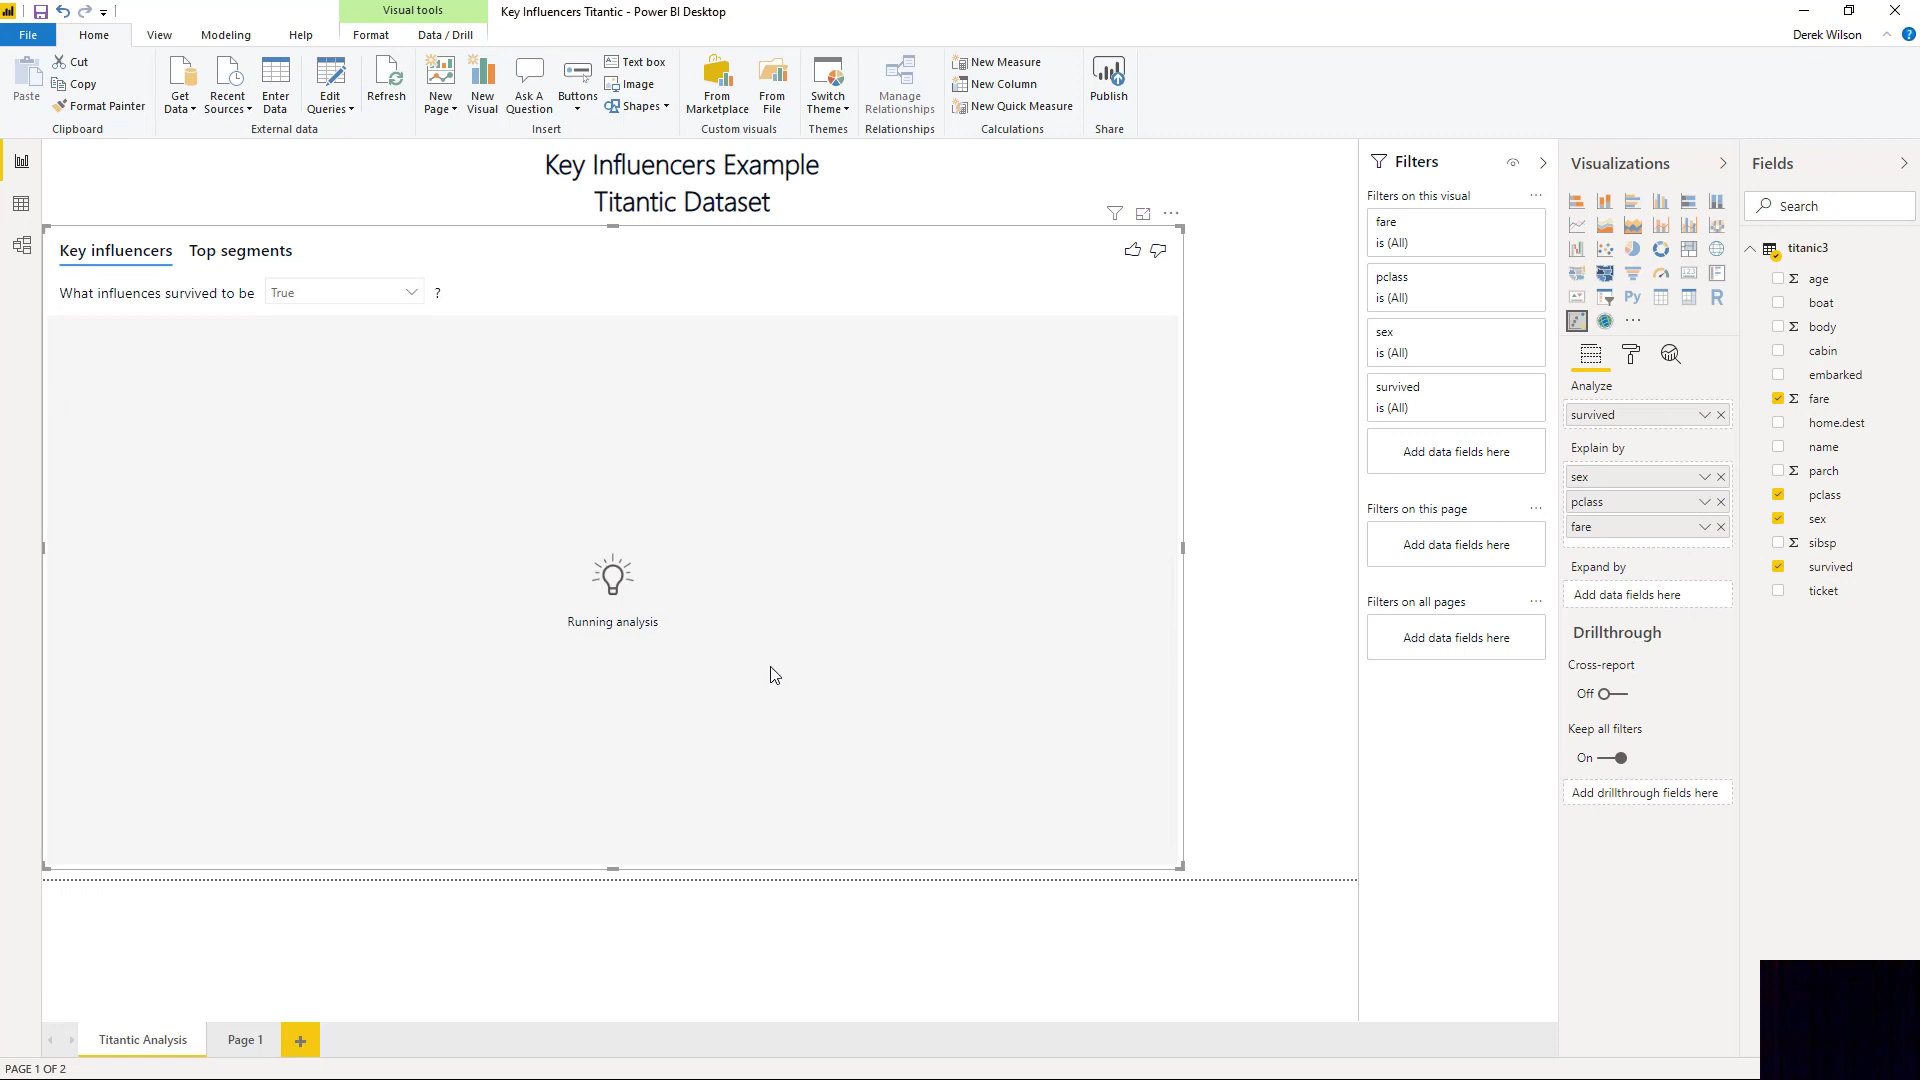 Visual tools
Key Influencers Titantic - Power BI Desktop
File
Home
View
Modeling
Help
Format
Data / Drill
Derek Wilson
Paste
Cut
Copy
Format Painter
Clipboard
Get Data
Recent Sources
Enter Data
Edit Queries
Refresh
External data
New Page
New Visual
Ask A Question
Buttons
Text box
Image
Shapes
Insert
From Marketplace
From File
Custom visuals
Switch Theme
Themes
Manage Relationships
Relationships
New Measure
New Column
New Quick Measure
Calculations
Publish
Share
Key Influencers Example
Titantic Dataset
Key influencers
Top segments
What influences survived to be
True
?
Running analysis
Filters
Filters on this visual
fare
is (All)
pclass
is (All)
sex
is (All)
survived
is (All)
Add data fields here
Filters on this page
Add data fields here
Filters on all pages
Add data fields here
Visualizations
Py
R
Analyze
survived
Explain by
sex
pclass
fare
Expand by
Add data fields here
Drillthrough
Cross-report
Off
Keep all filters
On
Add drillthrough fields here
Fields
Search
titanic3
Σ age
boat
Σ body
cabin
embarked
Σ fare
home.dest
name
Σ parch
pclass
sex
Σ sibsp
survived
ticket
Titantic Analysis
Page 1
+
PAGE 1 OF 2